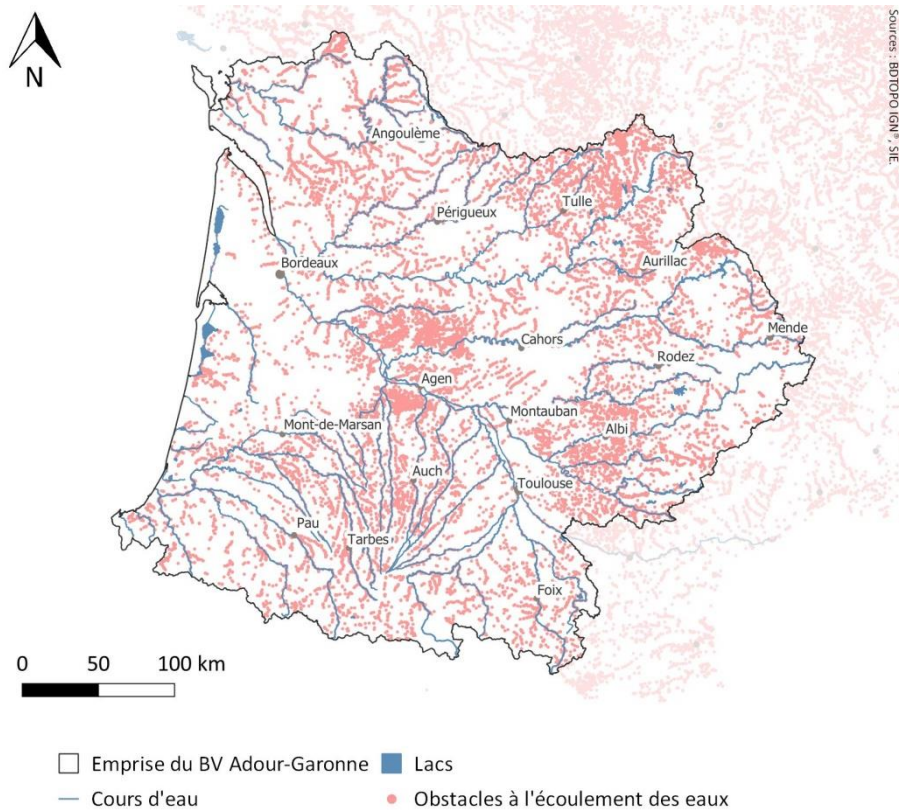 N
Sources : BDTOPO IGN®, SIE.
Angoulême
Périgueux
Tulle
Bordeaux
Aurillac
Cahors
Mende
Rodez
Agen
Montauban
Mont-de-Marsan
Albi
Auch
Toulouse
Pau
Tarbes
Foix
0 50 100 km
Emprise du BV Adour-Garonne Lacs
Cours d'eau Obstacles à l'écoulement des eaux